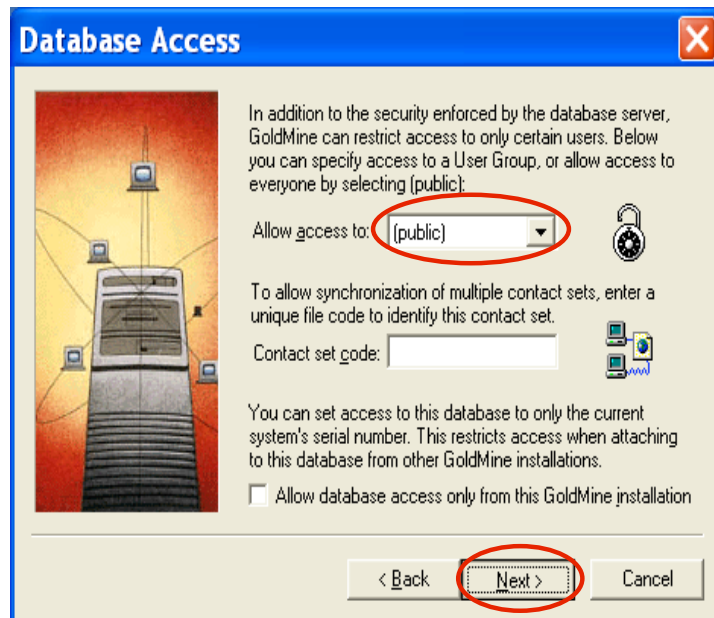 Database Access
In addition to the security enforced by the database server,
GoldMine can restrict access to only certain users. Below
you can specify access to a User Group, or allow access to
everyone by selecting (public):
Allow access to: (public)
To allow synchronization of multiple contact sets, enter a
unique file code to identify this contact set.
Contact set code:
You can set access to this database to only the current
system's serial number. This restricts access when attaching
to this database from other GoldMine installations.
Allow database access only from this GoldMine installation
< Back Next > Cancel